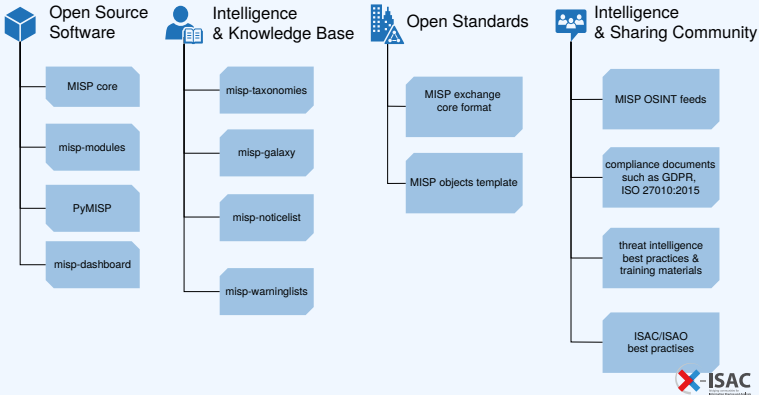 Open Source
Software
MISP core
misp-modules
PyMISP
misp-dashboard
Intelligence
& Knowledge Base
misp-taxonomies
misp-galaxy
misp-noticelist
misp-warninglists
Open Standards
MISP exchange
core format
MISP objects template
Intelligence
& Sharing Community
MISP OSINT feeds
compliance documents
such as GDPR,
ISO 27010:2015
threat intelligence
best practices &
training materials
ISAC/ISAO
best practises
X-ISAC